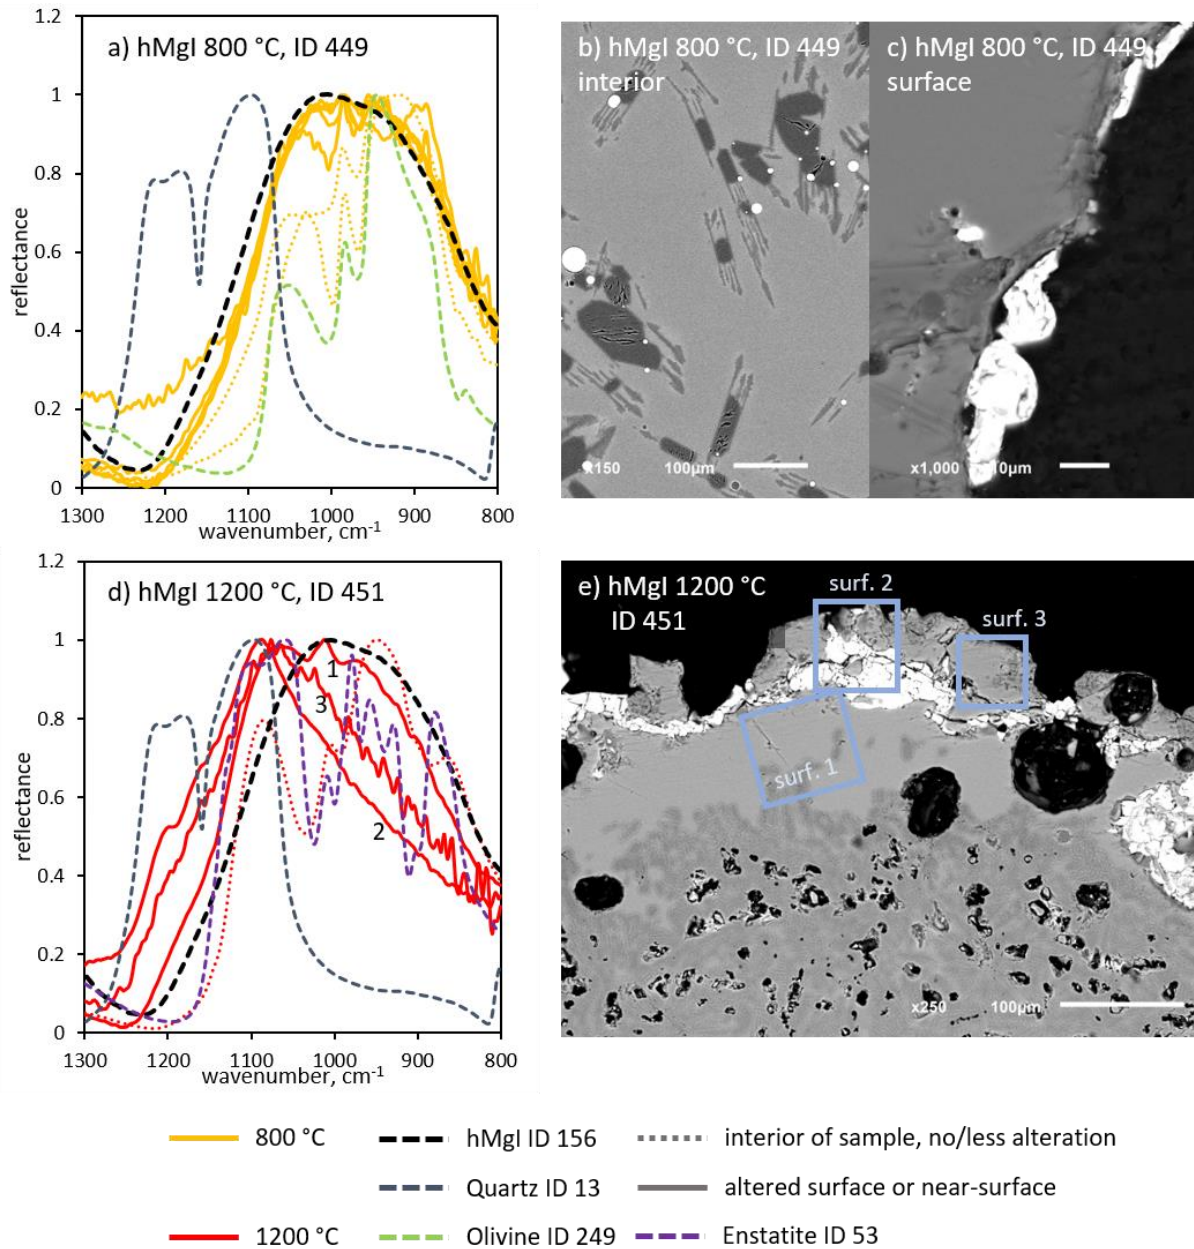 a) hMgI 800 °C, ID 449
1.2
1
0.8
0.6
0.4
0.2
0
reflectance
1300 1200 1100 1000 900 800
wavenumber, cm-1
b) hMgI 800 °C, ID 449
interior
x150 100µm
c) hMgI 800 °C, ID 449
surface
x1,000 10µm
d) hMgI 1200 °C, ID 451
1.2
1
0.8
0.6
0.4
0.2
0
reflectance
1
3
2
1300 1200 1100 1000 900 800
wavenumber, cm-1
e) hMgI 1200 °C
ID 451
surf. 2
surf. 3
surf. 1
x250 100µm
800 °C hMgI ID 156 interior of sample, no/less alteration
Quartz ID 13 altered surface or near-surface
1200 °C Olivine ID 249 Enstatite ID 53